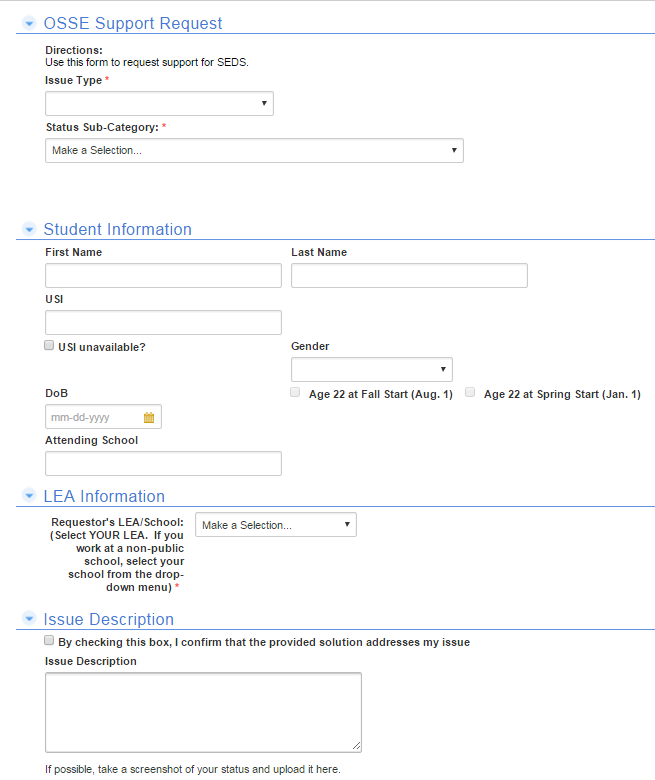 OSSE Support Request
Directions:
Use this form to request support for SEDS.
Issue Type *
Status Sub-Category: *
Make a Selection...
Student Information
First Name
Last Name
USI
USI unavailable?
Gender
DoB
Age 22 at Fall Start (Aug. 1)
Age 22 at Spring Start (Jan. 1)
mm-dd-yyyy
Attending School
LEA Information
Requestor's LEA/School:
(Select YOUR LEA. If you
work at a non-public
school, select your
school from the drop-
down menu) *
Make a Selection...
Issue Description
By checking this box, I confirm that the provided solution addresses my issue
Issue Description
If possible, take a screenshot of your status and upload it here.